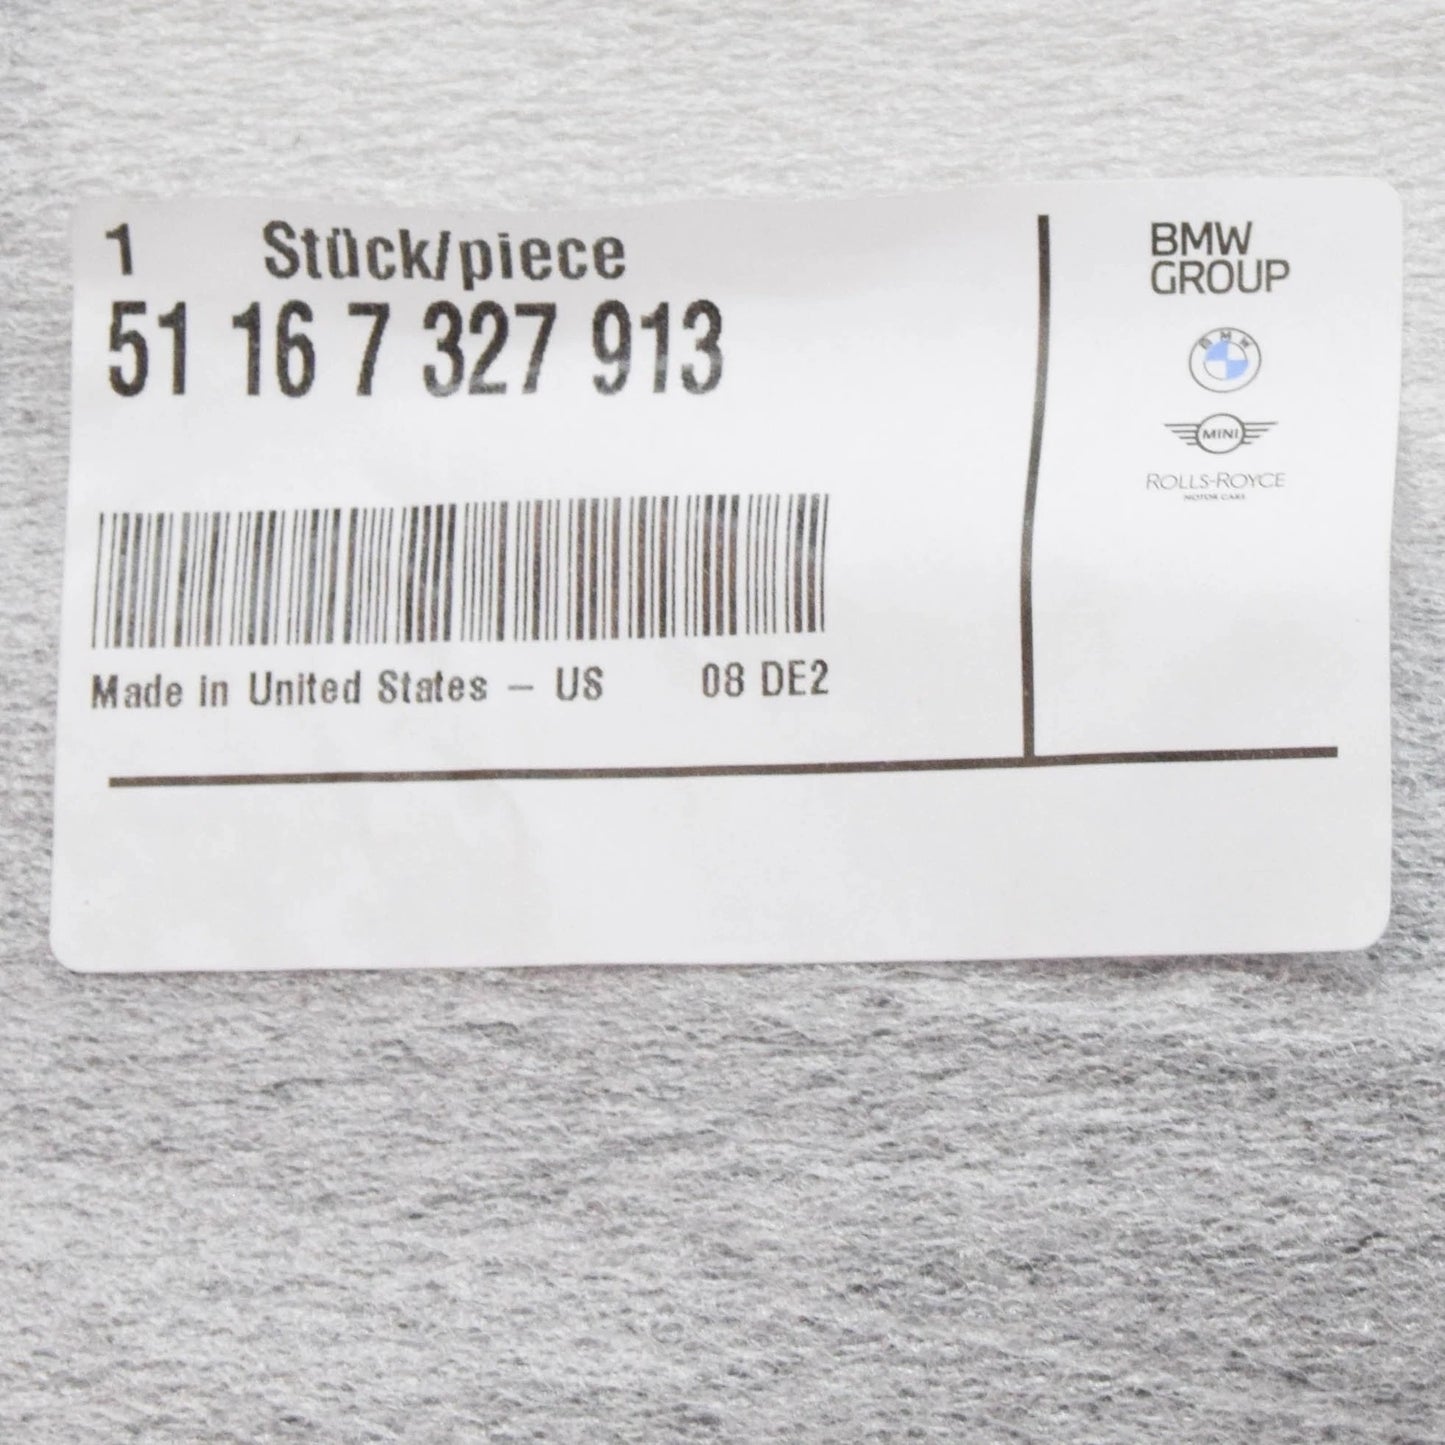 1 Stück/piece
51 16 7 327 913
Made in United States – US 08 DE2
BMW
GROUP
BMW
MINI
ROLLS-ROYCE
MOTOR CARS